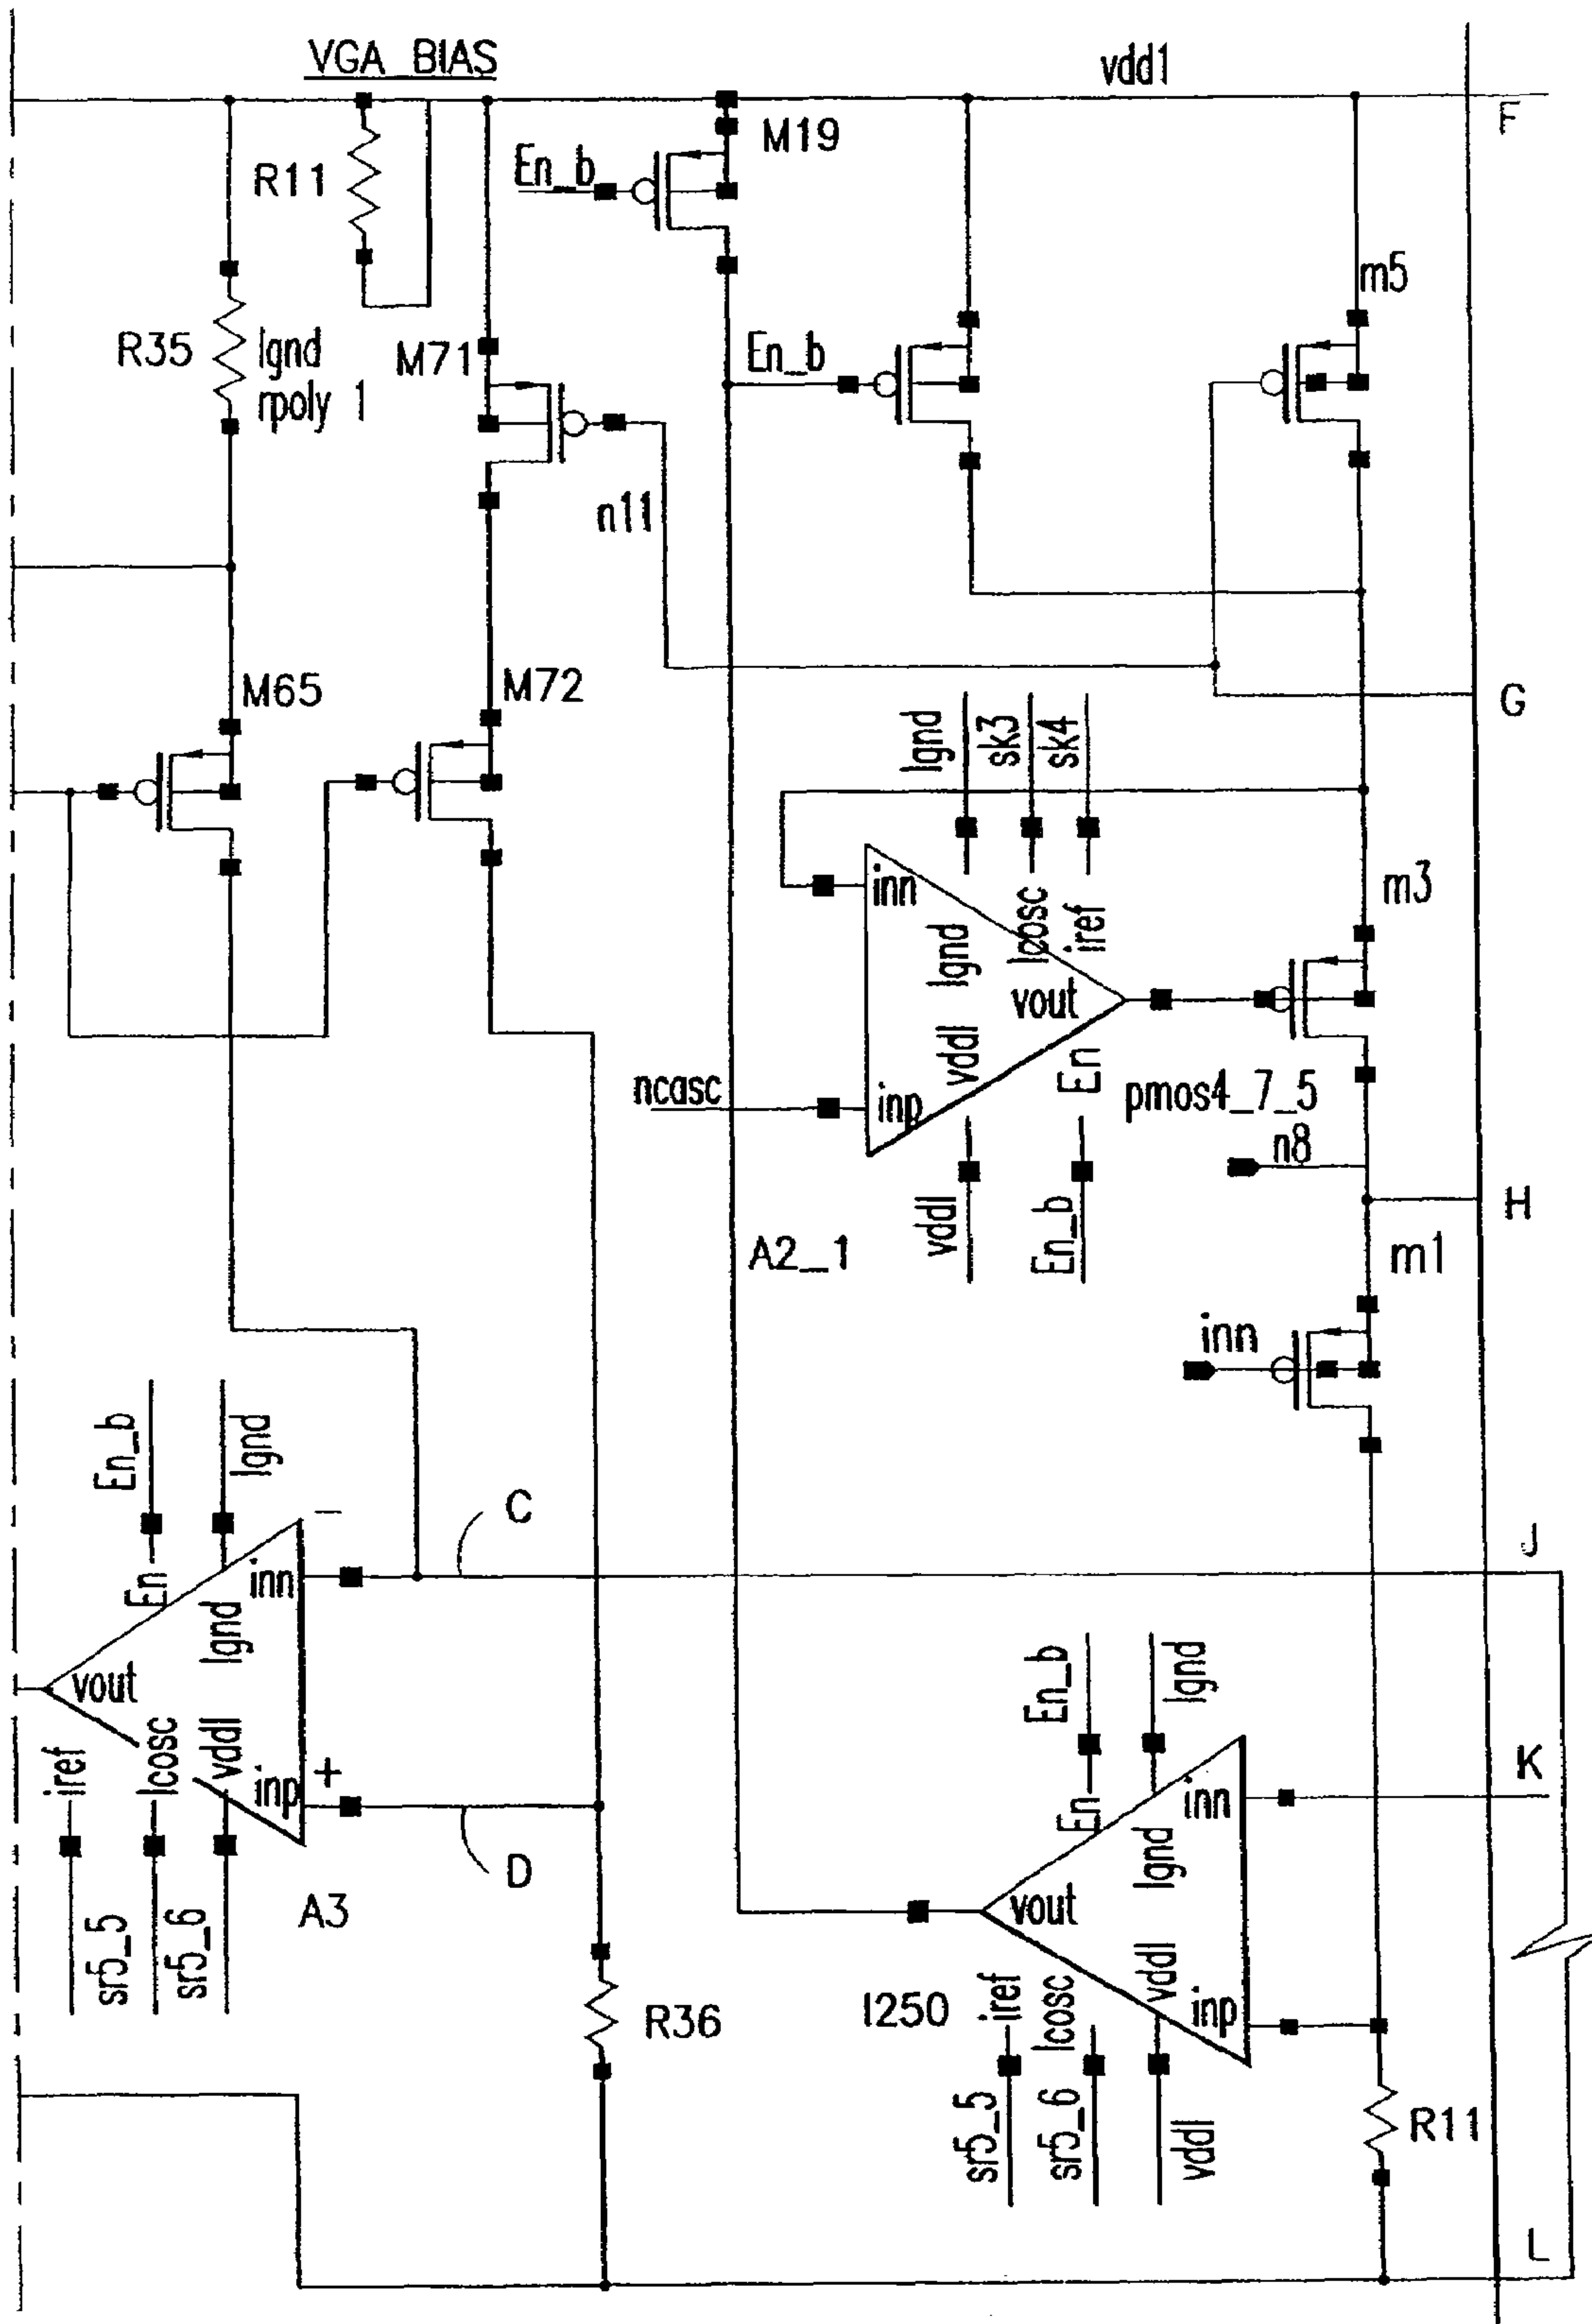 VGA_BIAS
vdd1
F
M19
R11
En_b
m5
R35
lgnd
rpoly 1
M71
En_b
n11
M65
M72
G
lgnd
sk3
sk4
inn
m3
lgnd
lcosc
iref
vout
vddl
En
ncasc
inp
pmos4_7_5
n8
vddl
En_b
A2_1
H
m1
inn
En_b
lgnd
–
C
J
En
inn
lgnd
En_b
lgnd
vout
K
iref
lcosc
vddl
inp
+
En
inn
lgnd
D
A3
sr5_5
sr5_6
vout
vddl
I250
iref
lcosc
inp
R36
sr5_5
sr5_6
vddl
R11
L